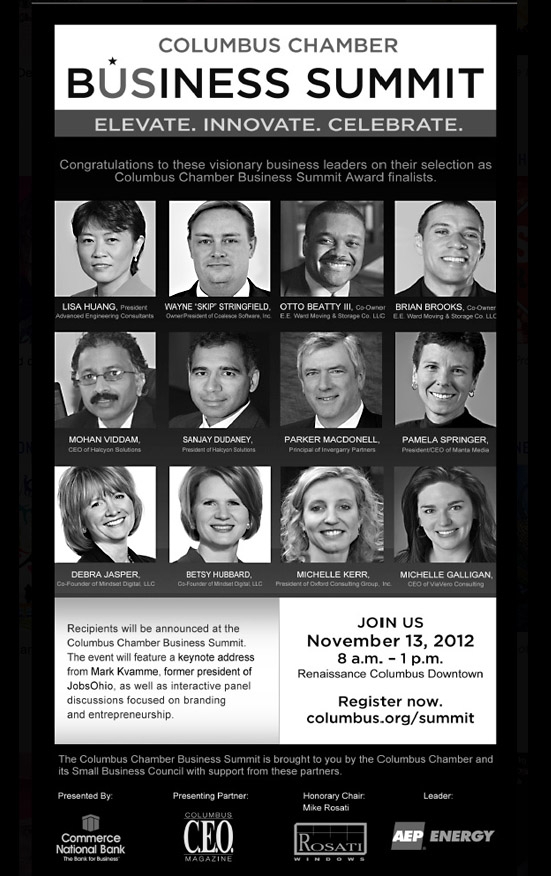 COLUMBUS CHAMBER
BUSINESS SUMMIT
ELEVATE. INNOVATE. CELEBRATE.
Congratulations to these visionary business leaders on their selection as
Columbus Chamber Business Summit Award finalists.
LISA HUANG, President
Advanced Engineering Consultants
WAYNE "SKIP" STRINGFIELD,
Owner/President of Coalesce Software, Inc.
OTTO BEATTY III, Co-Owner
E.E. Ward Moving & Storage Co. LLC
BRIAN BROOKS, Co-Owner
E.E. Ward Moving & Storage Co. LLC
MOHAN VIDDAM,
CEO of Halcyon Solutions
SANJAY DUDANEY,
President of Halcyon Solutions
PARKER MACDONELL,
Principal of Invergarry Partners
PAMELA SPRINGER,
President/CEO of Manta Media
DEBRA JASPER,
Co-Founder of Mindset Digital, LLC
BETSY HUBBARD,
Co-Founder of Mindset Digital, LLC
MICHELLE KERR,
President of Oxford Consulting Group, Inc.
MICHELLE GALLIGAN,
CEO of VisiVero Consulting
Recipients will be announced at the
Columbus Chamber Business Summit.
The event will feature a keynote address
from Mark Kvamme, former president of
JobsOhio, as well as interactive panel
discussions focused on branding
and entrepreneurship.
JOIN US
November 13, 2012
8 a.m. – 1 p.m.
Renaissance Columbus Downtown
Register now.
columbus.org/summit
The Columbus Chamber Business Summit is brought to you by the Columbus Chamber and
its Small Business Council with support from these partners.
Presented By:
Commerce
National Bank
The Bank for Business
Presenting Partner:
COLUMBUS
C.E.O.
MAGAZINE
Honorary Chair:
Mike Rosati
ROSATI
WINDOWS
Leader:
AEP ENERGY